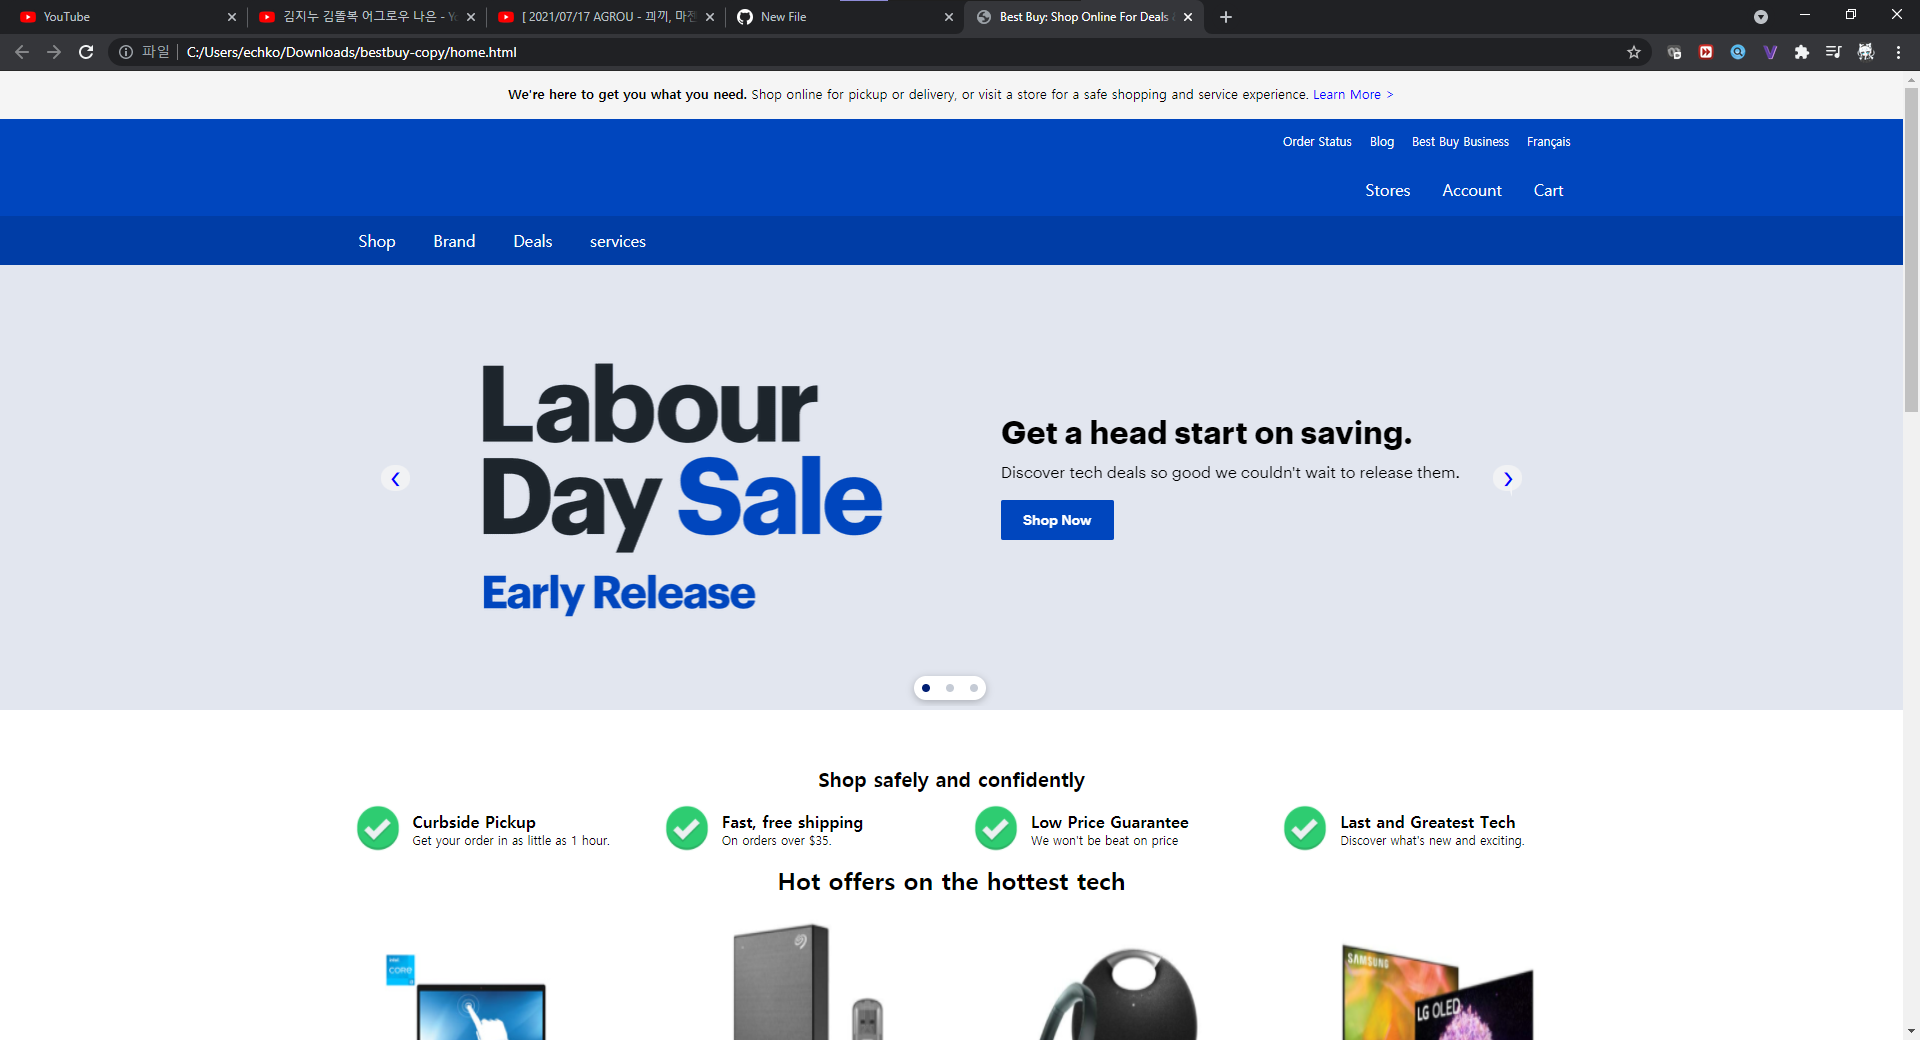 YouTube
김지누 김똘복 어그로우 나은 - Yo
[ 2021/07/17 AGROU - 끠끼, 마젠
New File
Best Buy: Shop Online For Deals
파일
C:/Users/echko/Downloads/bestbuy-copy/home.html
We're here to get you what you need. Shop online for pickup or delivery, or visit a store for a safe shopping and service experience. Learn More >
Order Status Blog Best Buy Business Français
Stores Account Cart
Shop Brand Deals services
Labour
Day Sale
Early Release
Get a head start on saving.
Discover tech deals so good we couldn't wait to release them.
Shop Now
Shop safely and confidently
Curbside Pickup
Get your order in as little as 1 hour.
Fast, free shipping
On orders over $35.
Low Price Guarantee
We won't be beat on price
Last and Greatest Tech
Discover what's new and exciting.
Hot offers on the hottest tech
intel
CORE
SAMSUNG
LG OLED